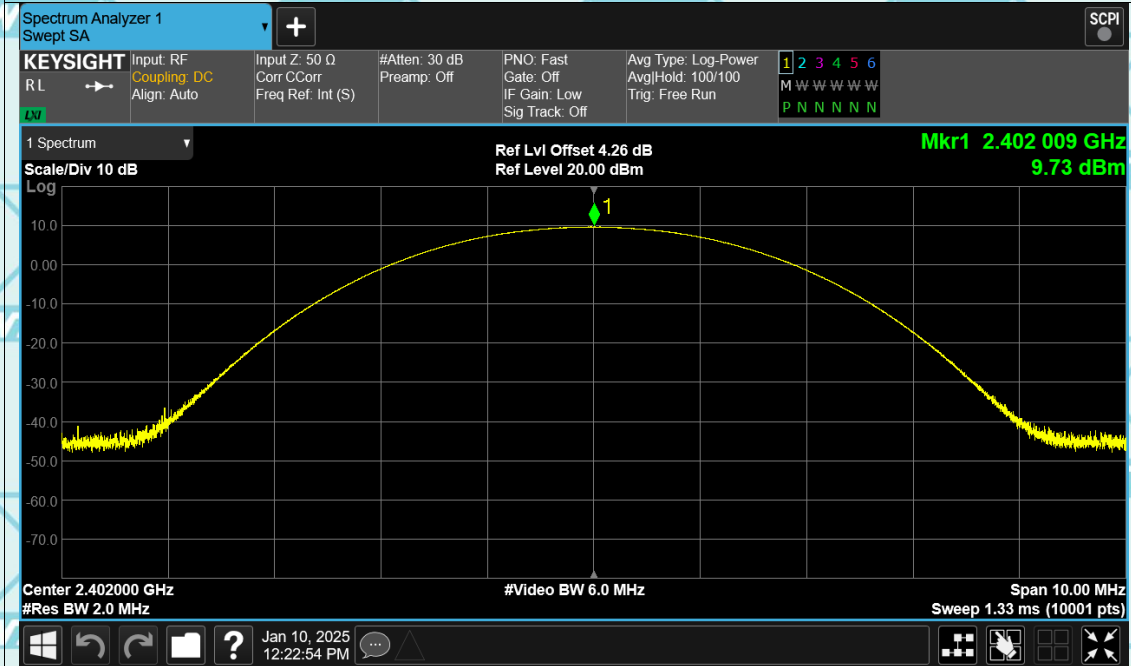 Spectrum Analyzer 1
Swept SA
+
SCPI
KEYSIGHT
R L
LXI
Input: RF
Coupling: DC
Align: Auto
Input Z: 50 Ω
Corr CCorr
Freq Ref: Int (S)
#Atten: 30 dB
Preamp: Off
PNO: Fast
Gate: Off
IF Gain: Low
Sig Track: Off
Avg Type: Log-Power
Avg|Hold: 100/100
Trig: Free Run
1 2 3 4 5 6
M W W W W W
P N N N N N
1 Spectrum
Scale/Div 10 dB
Ref Lvl Offset 4.26 dB
Ref Level 20.00 dBm
Mkr1 2.402 009 GHz
9.73 dBm
Log
1
10.0
0.00
-10.0
-20.0
-30.0
-40.0
-50.0
-60.0
-70.0
Center 2.402000 GHz
#Res BW 2.0 MHz
#Video BW 6.0 MHz
Span 10.00 MHz
Sweep 1.33 ms (10001 pts)
?
Jan 10, 2025
12:22:54 PM